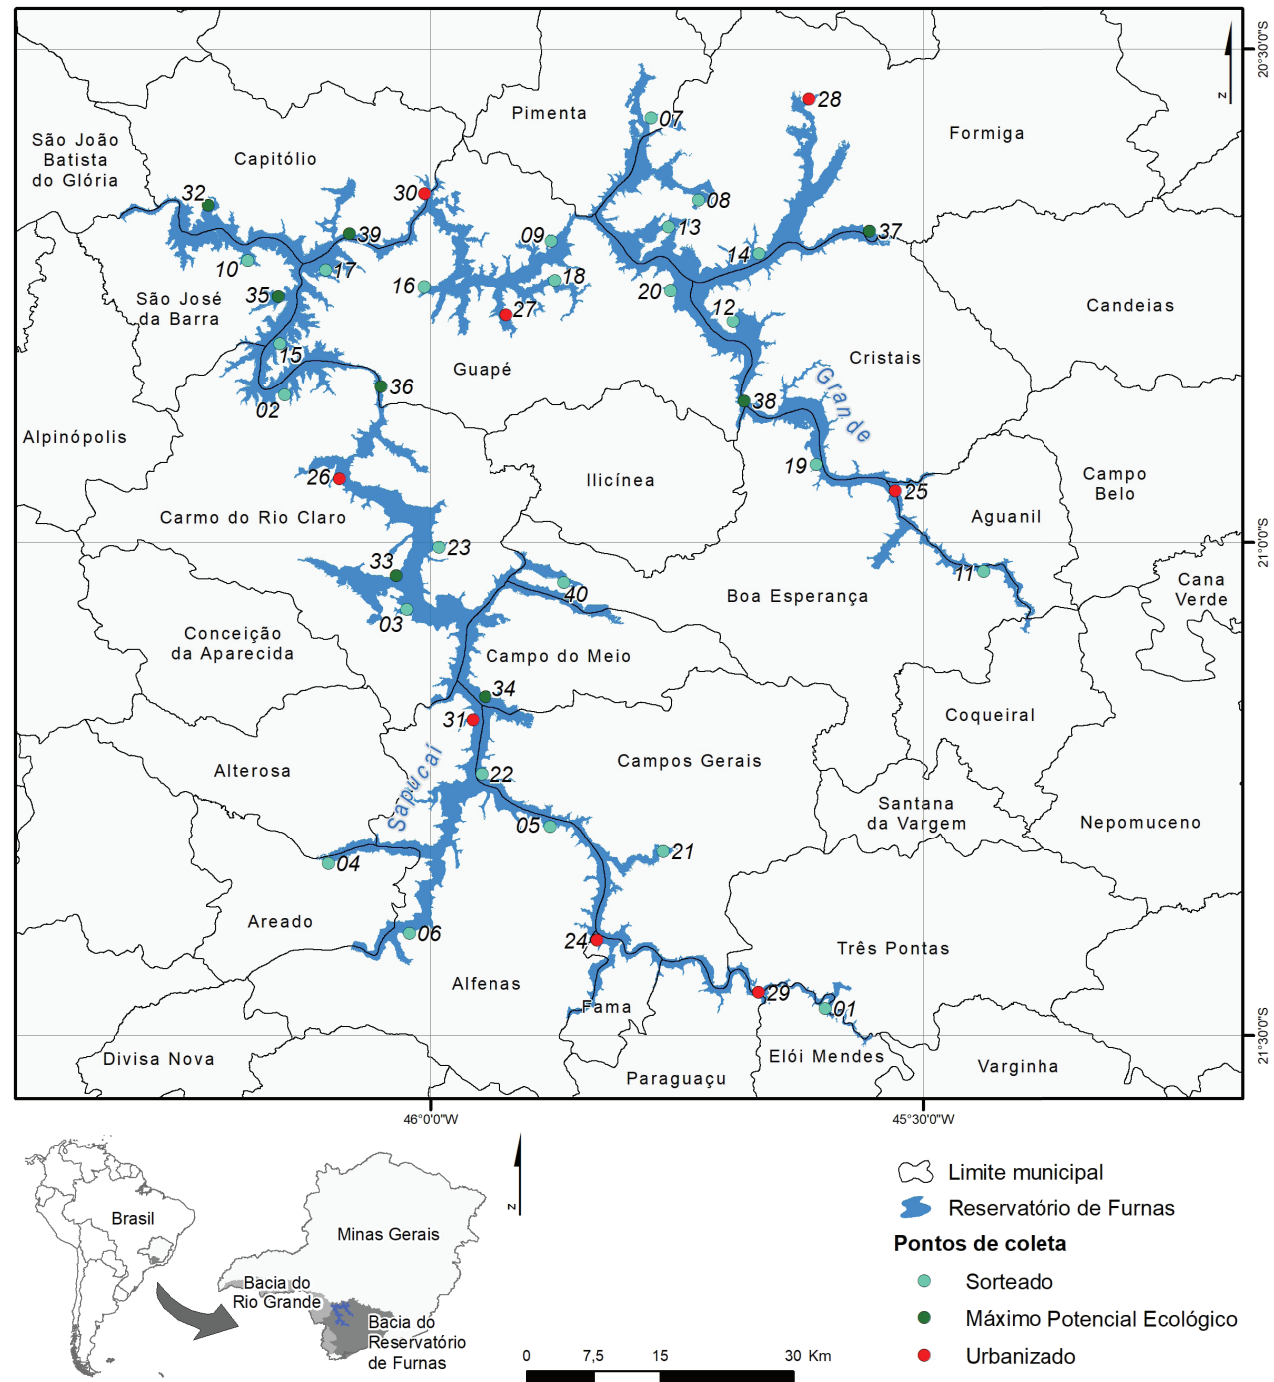 20°30'0"S
N
Pimenta
07
28
Formiga
São João
Batista
do Glória
Capitólio
32
30
08
39
09
13
37
10
17
14
16
18
20
35
27
12
São José
da Barra
Candeias
15
Guapé
Cristais
36
02
38
Grande
Alpinópolis
19
26
Ilicínea
Campo
Belo
25
Carmo do Rio Claro
Aguanil
21°0'0"S
23
33
11
40
Cana
Verde
Boa Esperança
03
Conceição
da Aparecida
Campo do Meio
34
31
Coqueiral
Sapucaí
Alterosa
22
Campos Gerais
Santana
da Vargem
05
Nepomuceno
04
21
Areado
06
24
Três Pontas
Alfenas
29
Fama
01
21°30'0"S
Divisa Nova
Elói Mendes
Varginha
Paraguaçu
46°0'0"W
45°30'0"W
N
Brasil
Minas Gerais
Bacia do
Rio Grande
Bacia do
Reservatório
de Furnas
Limite municipal
Reservatório de Furnas
Pontos de coleta
Sorteado
Máximo Potencial Ecológico
Urbanizado
0 7,5 15 30 Km